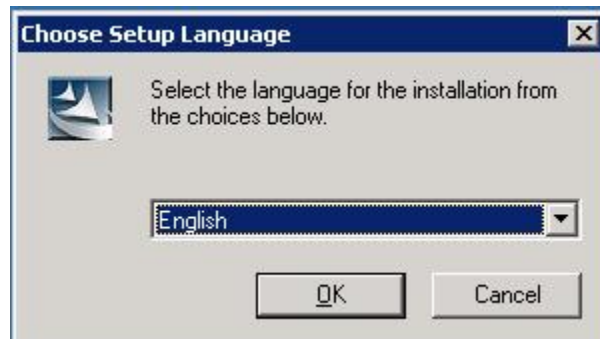 Choose Setup Language
Select the language for the installation from
the choices below.
English
OK
Cancel